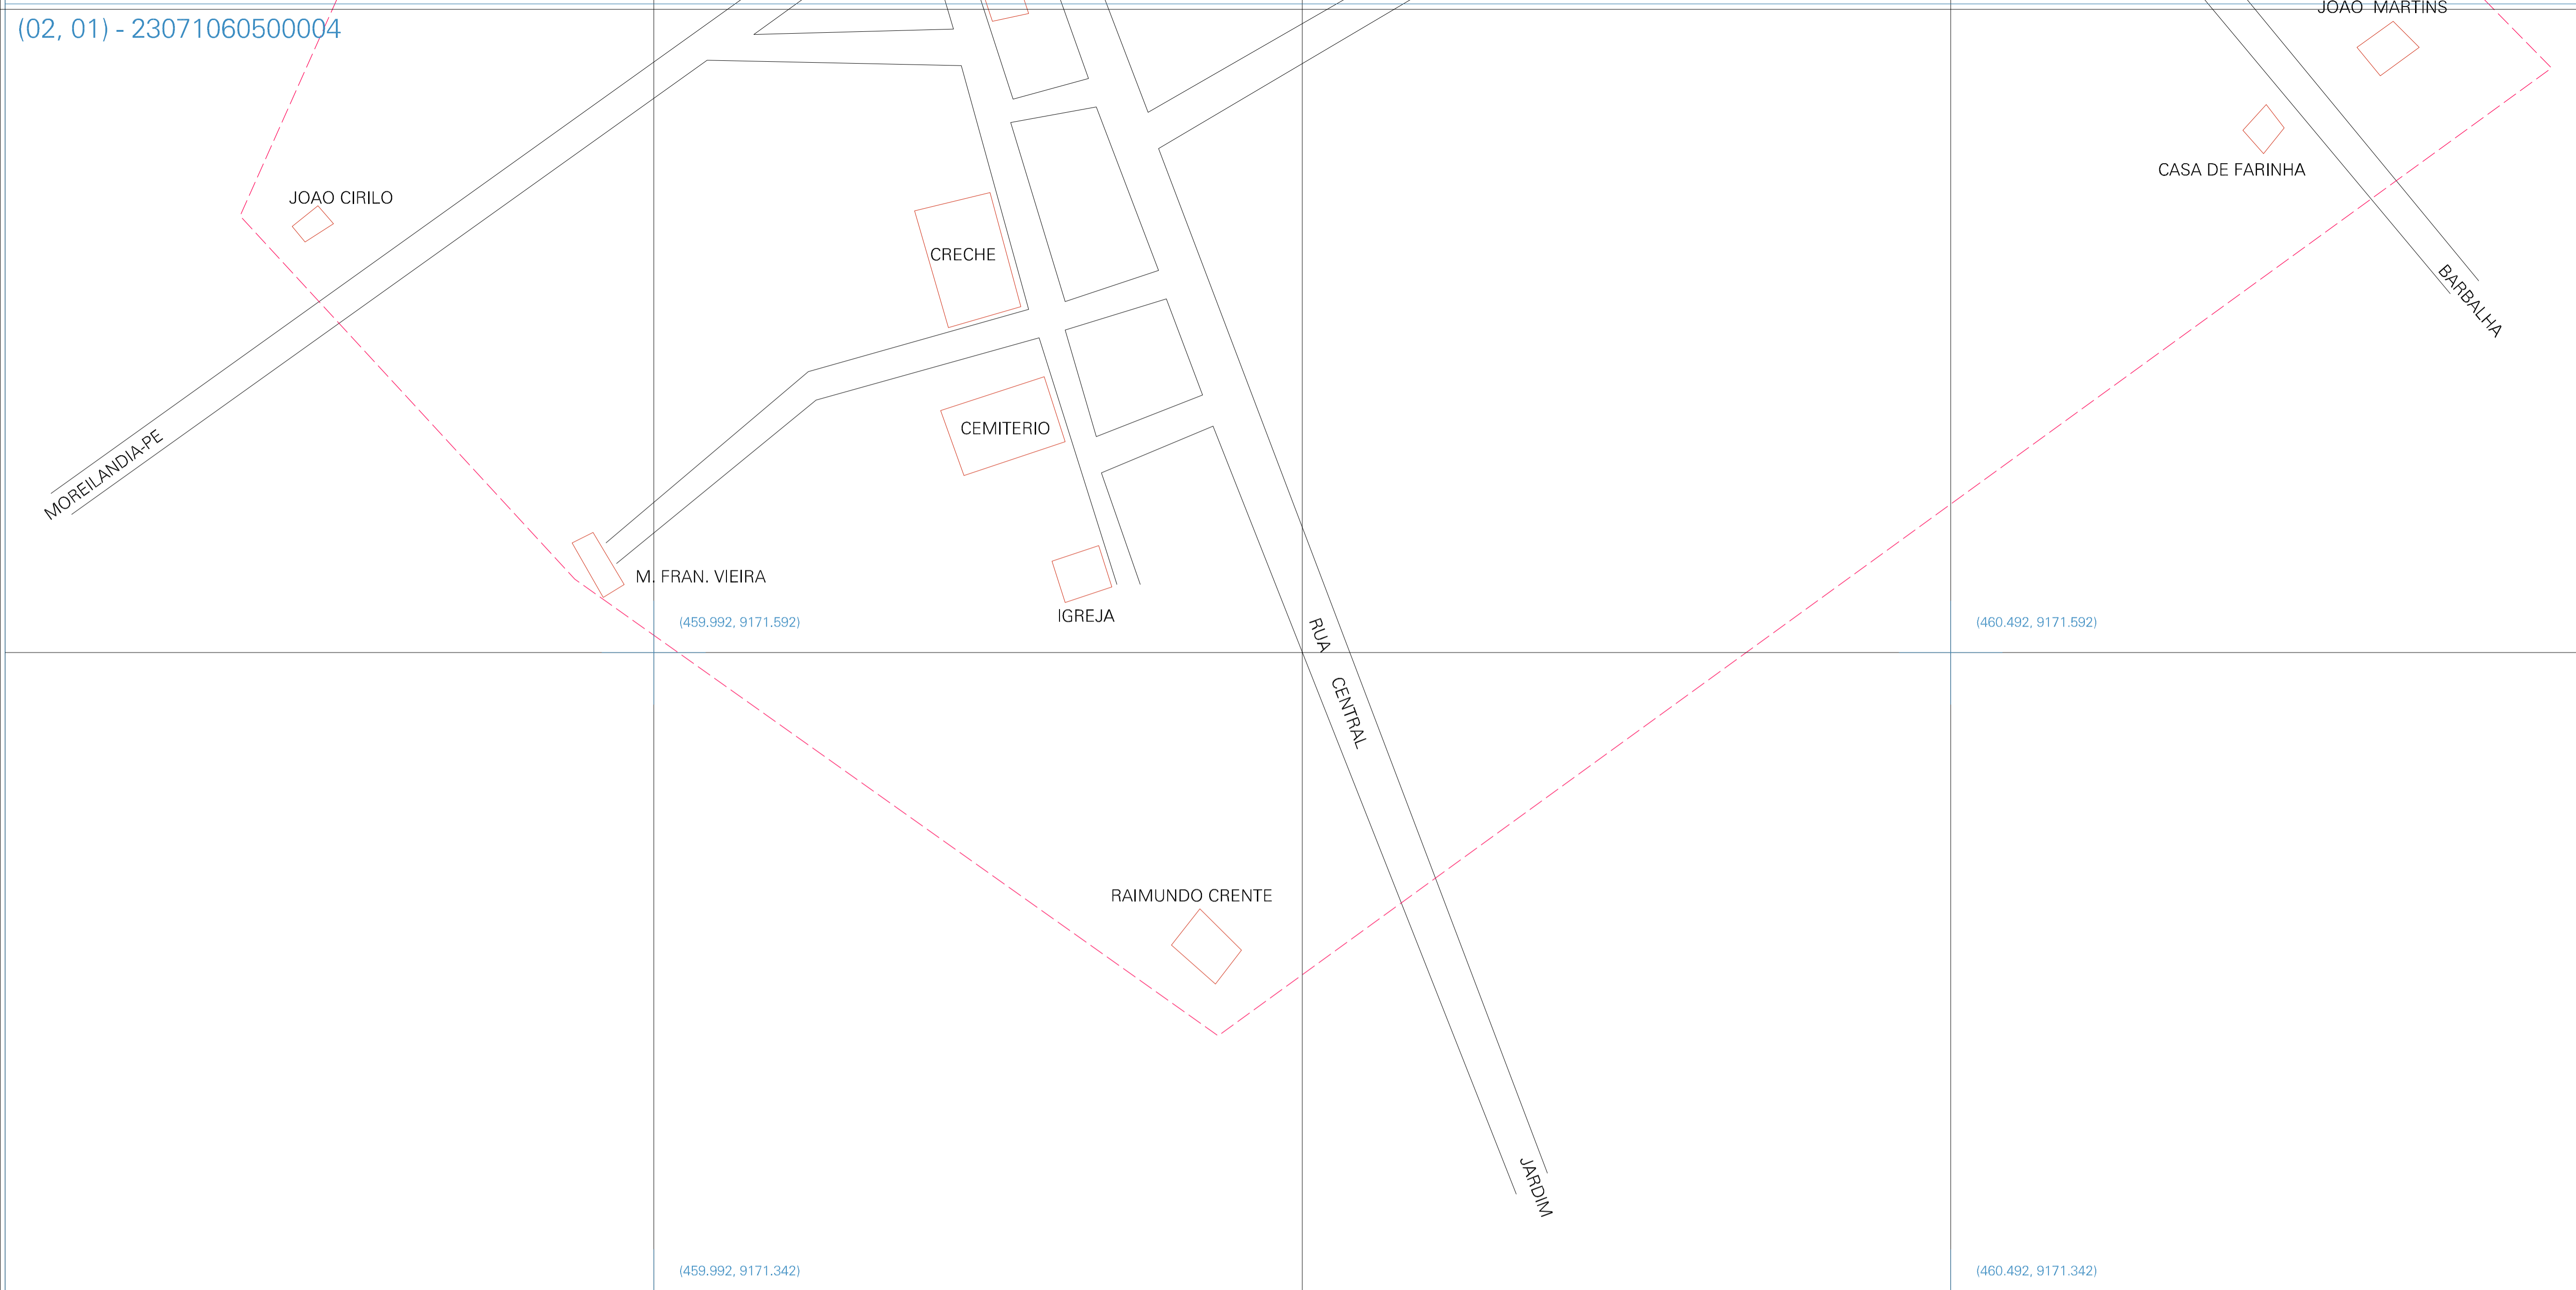 JOAO MARTINS
(02, 01) - 23071060500004
CASA DE FARINHA
JOAO CIRILO
CRECHE
BARBALHA
CEMITERIO
MOREILANDIA-PE
M. FRAN. VIEIRA
IGREJA
(459.992, 9171.592)
(460.492, 9171.592)
RUA CENTRAL
RAIMUNDO CRENTE
JARDIM
(459.992, 9171.342)
(460.492, 9171.342)